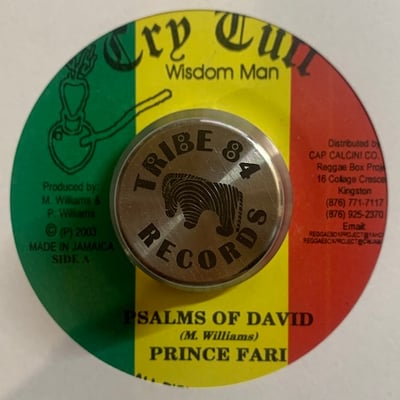 Cry Tuff
Wisdom Man
TRIBE 84
RECORDS
Produced by:
M. Williams &
P. Williams
© (P) 2003
MADE IN JAMAICA
SIDE A
Distributed by
CAP CALCINI CO.
Reggae Box Proje
16 Collage Cresce
Kingston
(876) 771-7117
(876) 925-2370
Email:
PSALMS OF DAVID
(M. Williams)
PRINCE FARI